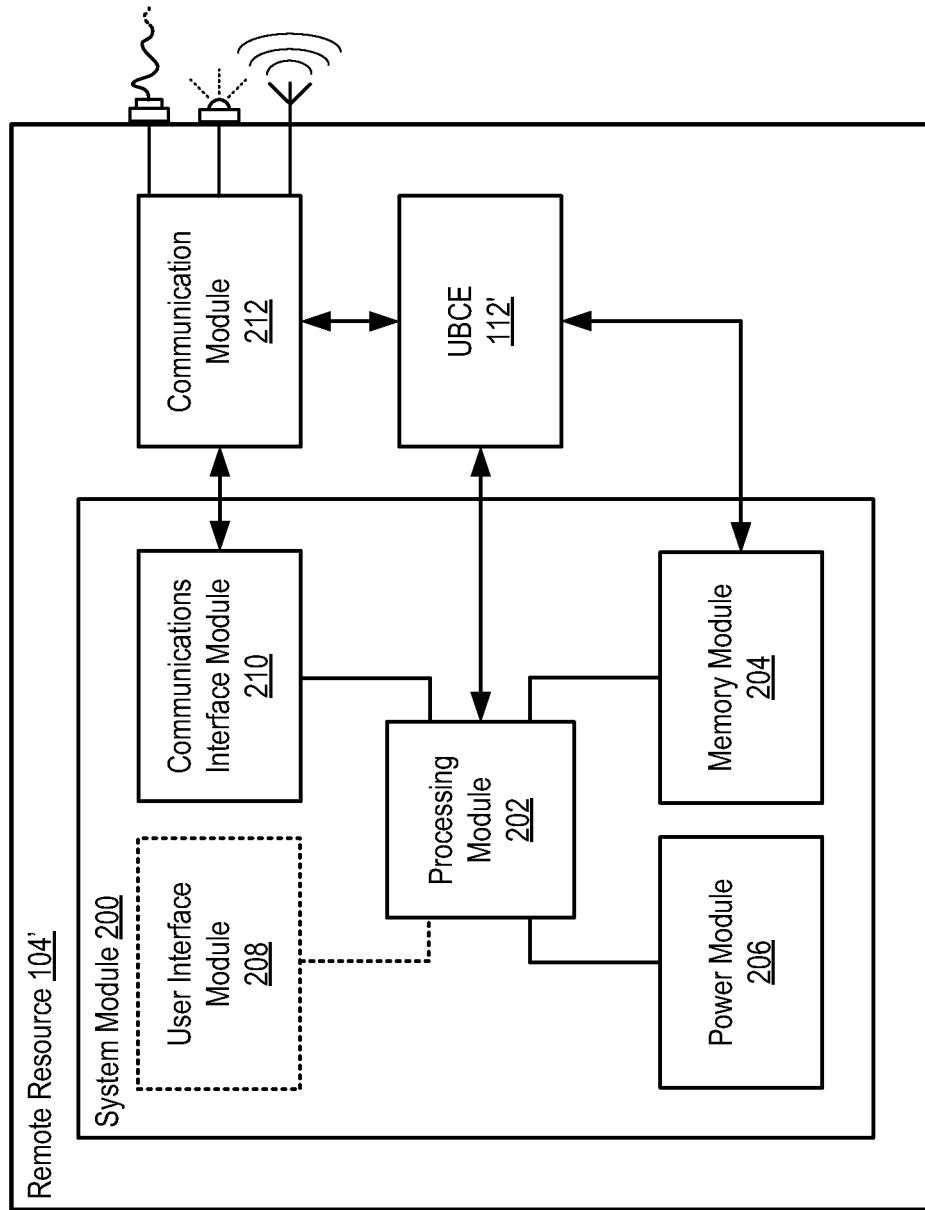 Remote Resource 104’
System Module 200
User Interface
Module
208
Communications
Interface Module
210
Communication
Module
212
Processing
Module
202
UBCE
112'
Power Module
206
Memory Module
204